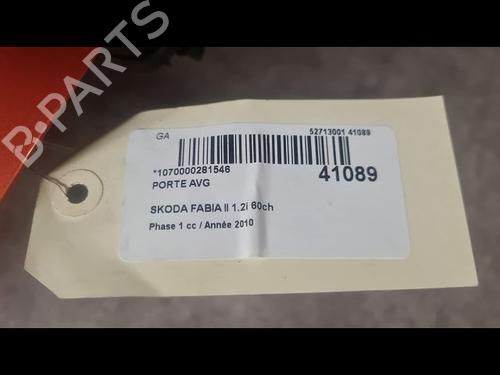 B-PARTS
GA 52713001 41089
*1070000281546 41089
PORTE AVG
SKODA FABIA II 1.2i 60ch
Phase 1 cc / Année 2010